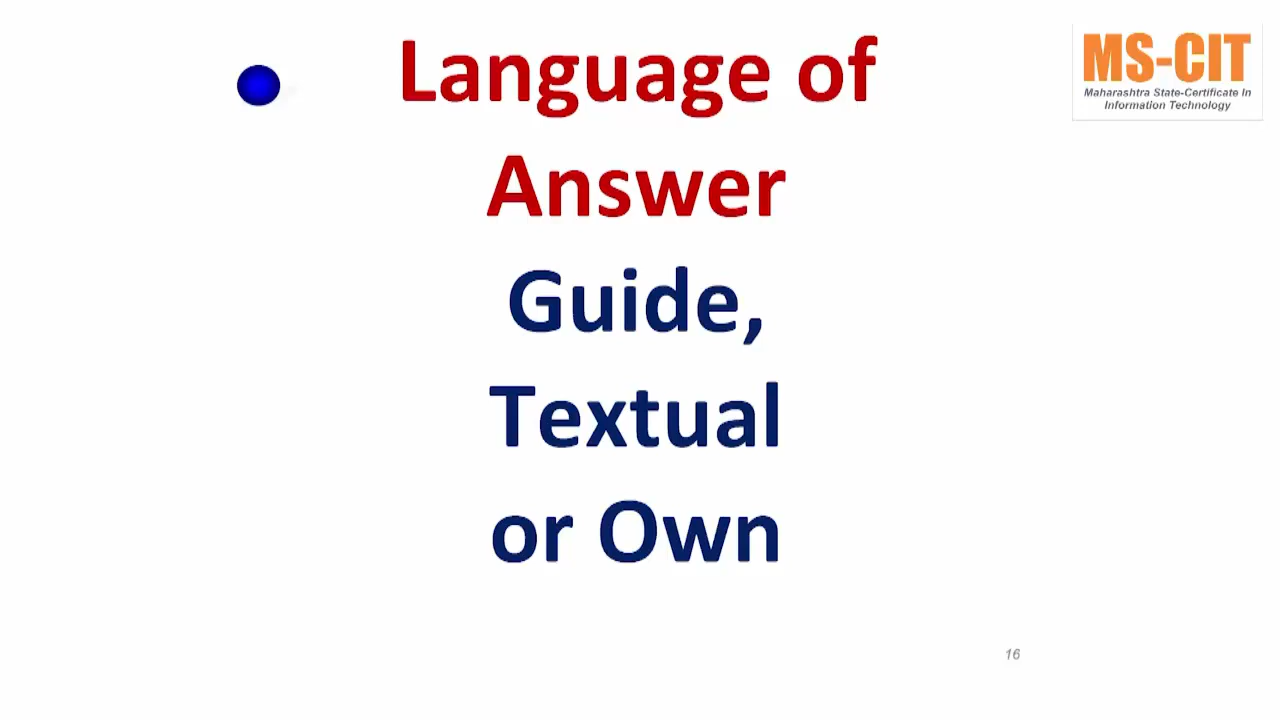 Language of
Answer
Guide,
Textual
or Own
MS-CIT
Maharashtra State-Certificate In
Information Technology
16